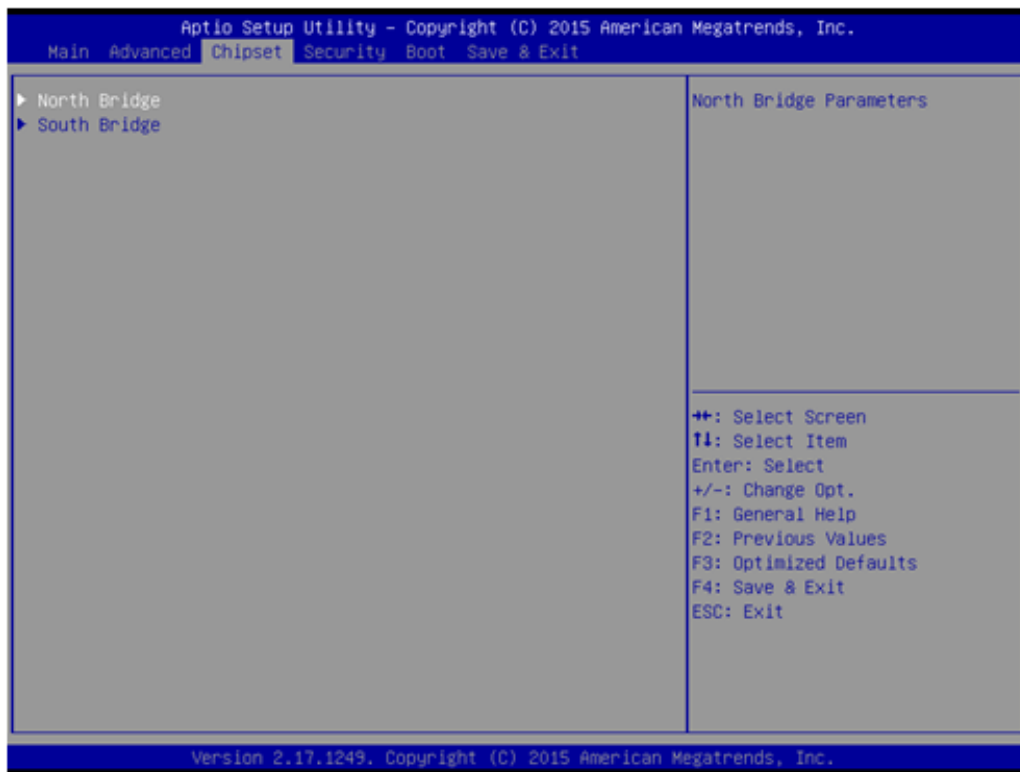 Aptio Setup Utility – Copyright (C) 2015 American Megatrends, Inc.
Main Advanced Chipset Security Boot Save & Exit
▶ North Bridge
▶ South Bridge
North Bridge Parameters
→←: Select Screen
↑↓: Select Item
Enter: Select
+/-: Change Opt.
F1: General Help
F2: Previous Values
F3: Optimized Defaults
F4: Save & Exit
ESC: Exit
Version 2.17.1249. Copyright (C) 2015 American Megatrends, Inc.